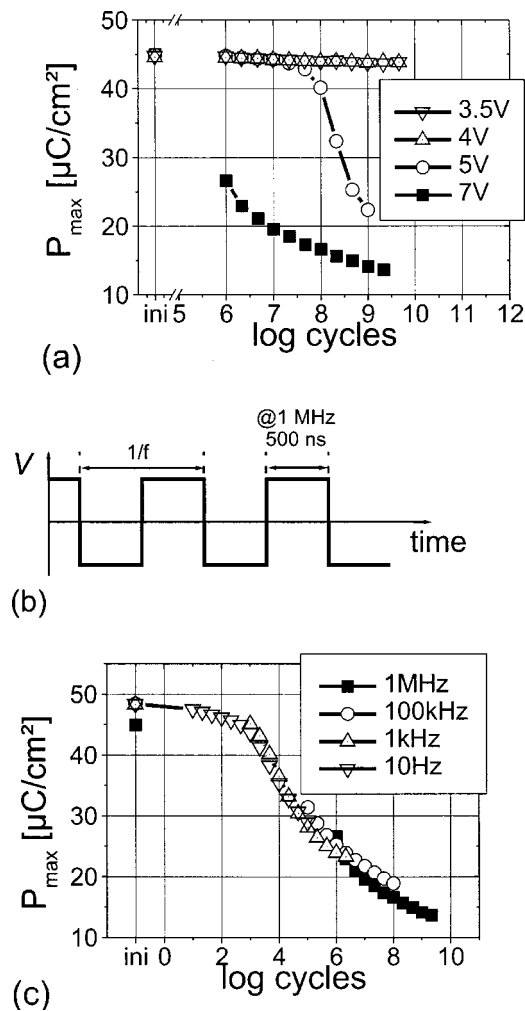 50
40
30
20
10
P_max [µC/cm²]
3.5V
4V
5V
7V
ini 5 6 7 8 9 10 11 12
log cycles
(a)
V
1/f
@1 MHz
500 ns
time
(b)
50
40
30
20
10
P_max [µC/cm²]
1MHz
100kHz
1kHz
10Hz
ini 0 2 4 6 8 10
log cycles
(c)